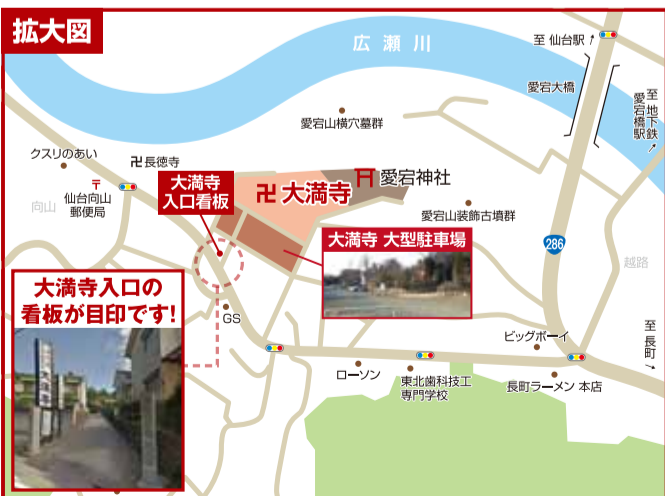 拡大図
広瀬川
至 仙台駅
愛宕大橋
至 地下鉄
愛宕橋駅
愛宕山横穴墓群
クスリのあい
卍長徳寺
〒
仙台向山
郵便局
向山
大満寺
入口看板
卍 大満寺
愛宕神社
愛宕山装飾古墳群
大満寺 大型駐車場
286
越路
大満寺入口の
看板が目印です!
大満寺
GS
ビッグボーイ
至 長町
ローソン
東北歯科技工
専門学校
長町ラーメン 本店